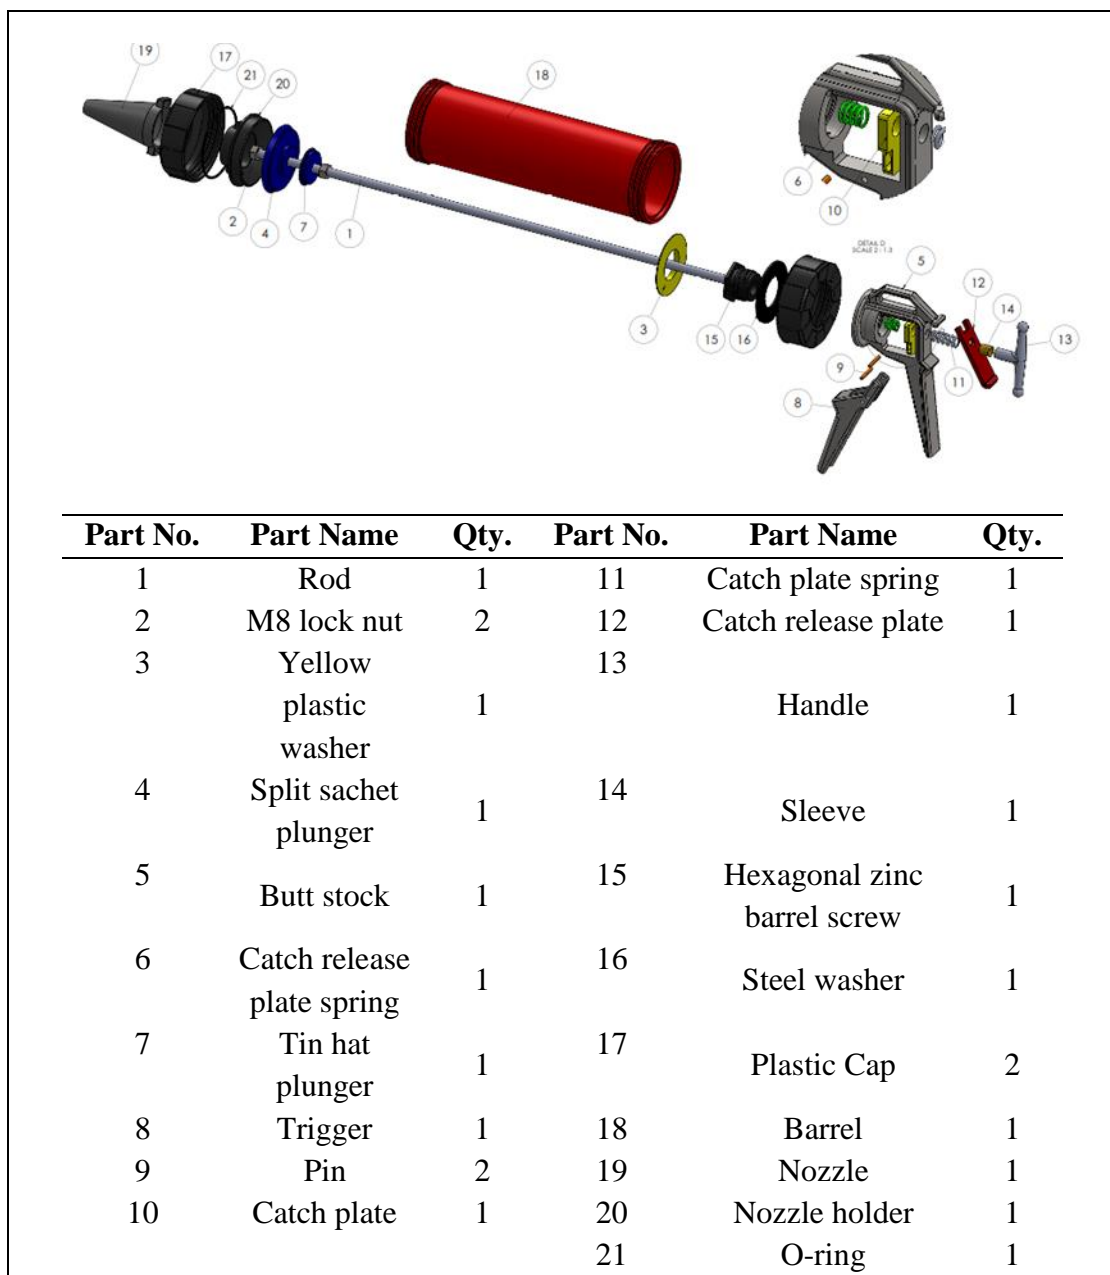 19
17
21
20
18
2
4
7
1
3
15
16
6
10
DETAIL D
SCALE 2 : 1.3
5
12
14
13
11
9
8
Part No. Part Name Qty. Part No. Part Name Qty.
1 Rod 1 11 Catch plate spring 1
2 M8 lock nut 2 12 Catch release plate 1
3 Yellow 13
plastic 1 Handle 1
washer
4 Split sachet 14
plunger 1 Sleeve 1
5 Butt stock 1 15 Hexagonal zinc
barrel screw 1
6 Catch release 16
plate spring 1 Steel washer 1
7 Tin hat 17
plunger 1 Plastic Cap 2
8 Trigger 1 18 Barrel 1
9 Pin 2 19 Nozzle 1
10 Catch plate 1 20 Nozzle holder 1
21 O-ring 1